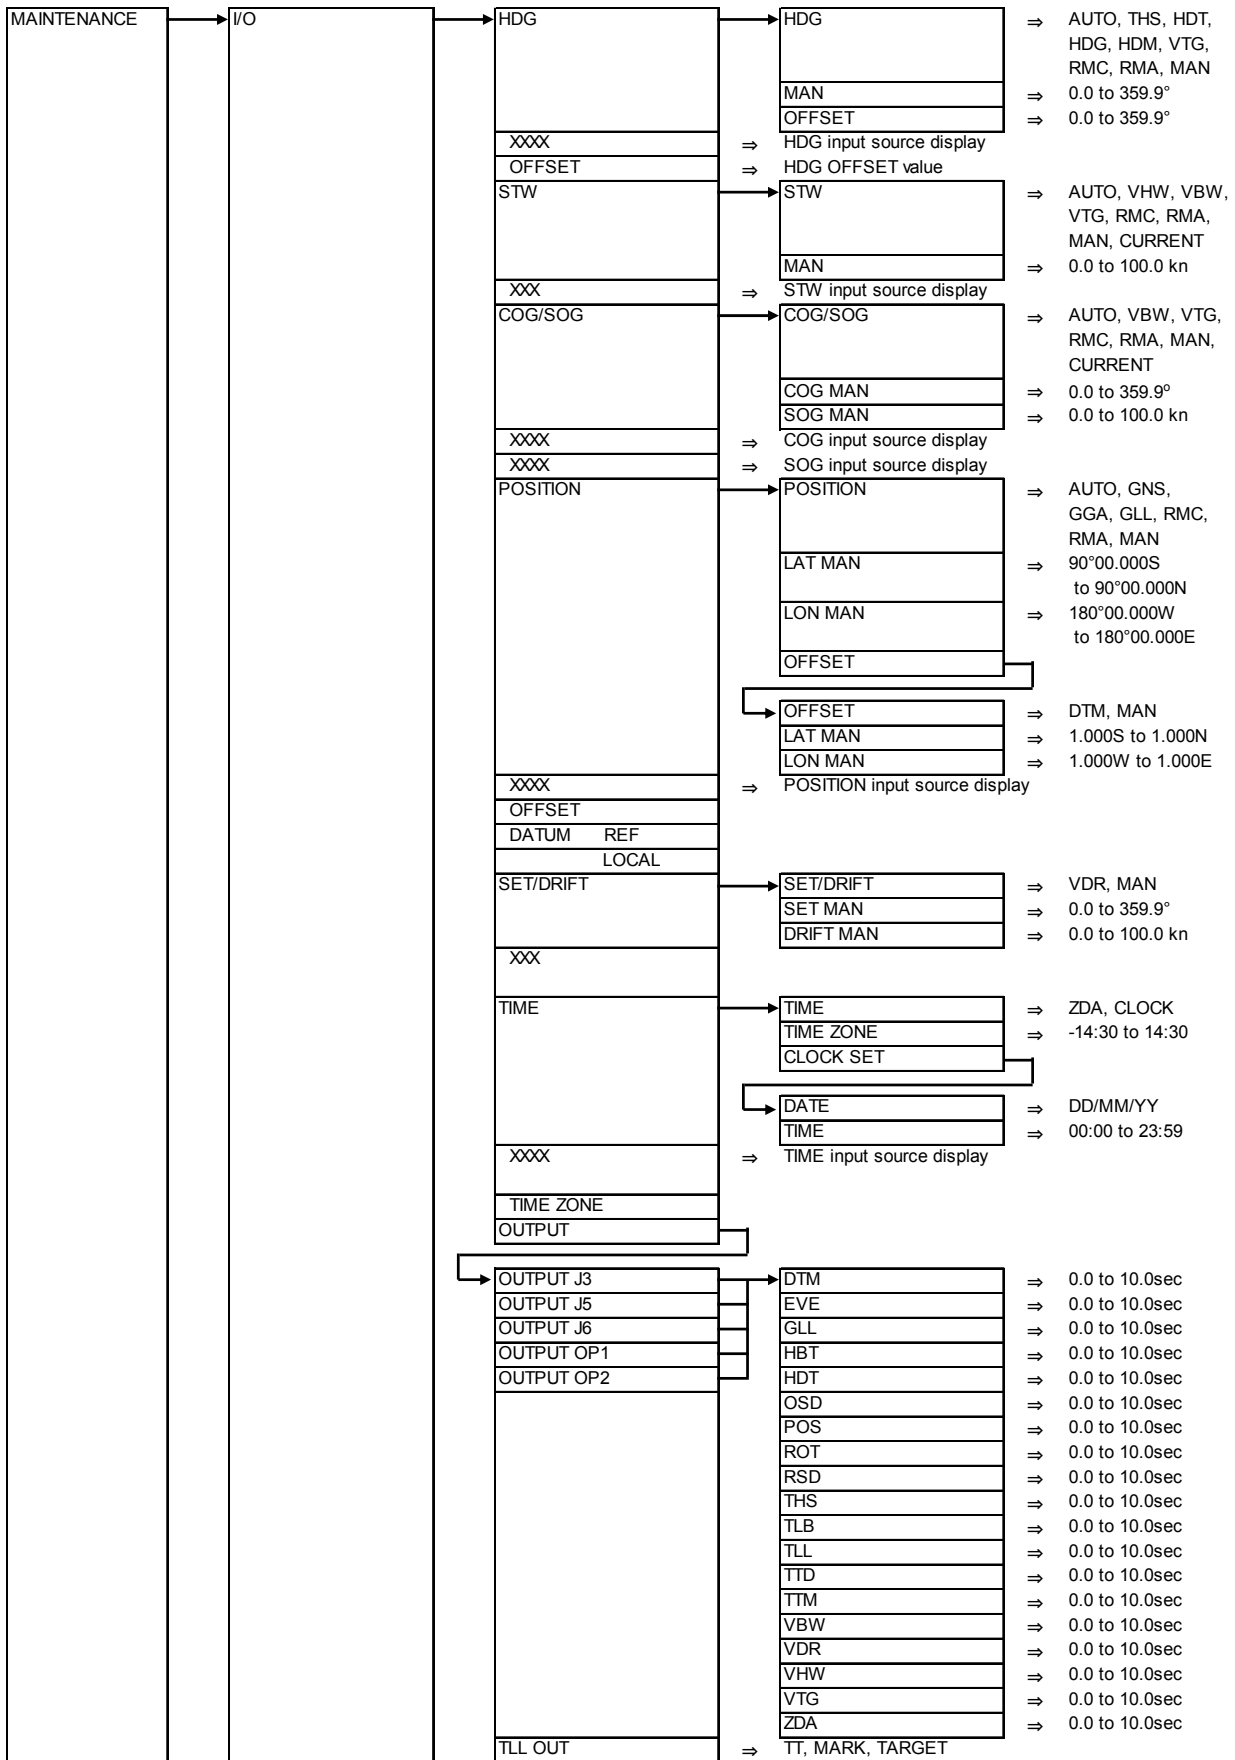 MAINTENANCE I/O HDG HDG ⇒ AUTO, THS, HDT,
HDG, HDM, VTG,
RMC, RMA, MAN
MAN ⇒ 0.0 to 359.9°
OFFSET ⇒ 0.0 to 359.9°
XXXX ⇒ HDG input source display
OFFSET ⇒ HDG OFFSET value
STW STW ⇒ AUTO, VHW, VBW,
VTG, RMC, RMA,
MAN, CURRENT
MAN ⇒ 0.0 to 100.0 kn
XXX ⇒ STW input source display
COG/SOG COG/SOG ⇒ AUTO, VBW, VTG,
RMC, RMA, MAN,
CURRENT
COG MAN ⇒ 0.0 to 359.9º
SOG MAN ⇒ 0.0 to 100.0 kn
XXXX ⇒ COG input source display
XXXX ⇒ SOG input source display
POSITION POSITION ⇒ AUTO, GNS,
GGA, GLL, RMC,
RMA, MAN
LAT MAN ⇒ 90°00.000S
to 90°00.000N
LON MAN ⇒ 180°00.000W
to 180°00.000E
OFFSET
OFFSET ⇒ DTM, MAN
LAT MAN ⇒ 1.000S to 1.000N
LON MAN ⇒ 1.000W to 1.000E
XXXX ⇒ POSITION input source display
OFFSET
DATUM REF
LOCAL
SET/DRIFT SET/DRIFT ⇒ VDR, MAN
SET MAN ⇒ 0.0 to 359.9°
DRIFT MAN ⇒ 0.0 to 100.0 kn
XXX
TIME TIME ⇒ ZDA, CLOCK
TIME ZONE ⇒ -14:30 to 14:30
CLOCK SET
DATE ⇒ DD/MM/YY
TIME ⇒ 00:00 to 23:59
XXXX ⇒ TIME input source display
TIME ZONE
OUTPUT
OUTPUT J3 DTM ⇒ 0.0 to 10.0sec
OUTPUT J5 EVE ⇒ 0.0 to 10.0sec
OUTPUT J6 GLL ⇒ 0.0 to 10.0sec
OUTPUT OP1 HBT ⇒ 0.0 to 10.0sec
OUTPUT OP2 HDT ⇒ 0.0 to 10.0sec
OSD ⇒ 0.0 to 10.0sec
POS ⇒ 0.0 to 10.0sec
ROT ⇒ 0.0 to 10.0sec
RSD ⇒ 0.0 to 10.0sec
THS ⇒ 0.0 to 10.0sec
TLB ⇒ 0.0 to 10.0sec
TLL ⇒ 0.0 to 10.0sec
TTD ⇒ 0.0 to 10.0sec
TTM ⇒ 0.0 to 10.0sec
VBW ⇒ 0.0 to 10.0sec
VDR ⇒ 0.0 to 10.0sec
VHW ⇒ 0.0 to 10.0sec
VTG ⇒ 0.0 to 10.0sec
ZDA ⇒ 0.0 to 10.0sec
TLL OUT ⇒ TT, MARK, TARGET